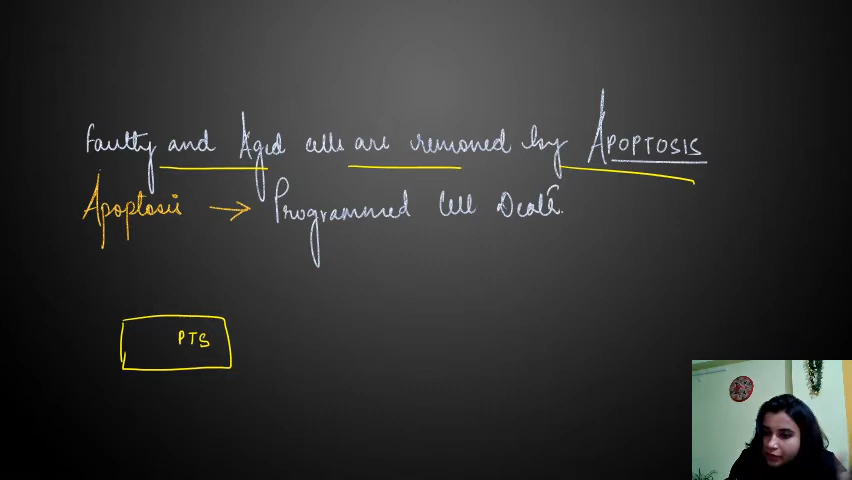 Faulty and Aged cells are removed by APOPTOSIS
Apoptosis → Programmed Cell Death.
PTS